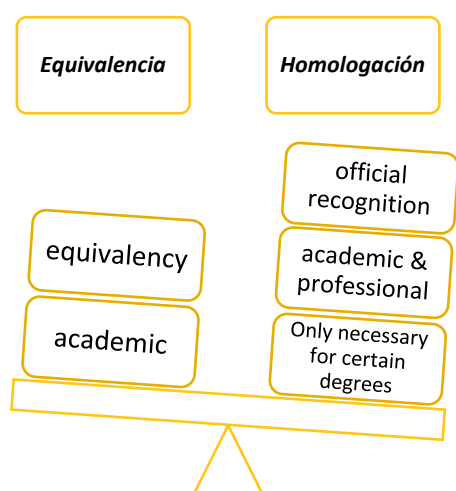 Equivalencia
Homologación
equivalency
academic
official
recognition
academic &
professional
Only necessary
for certain
degrees